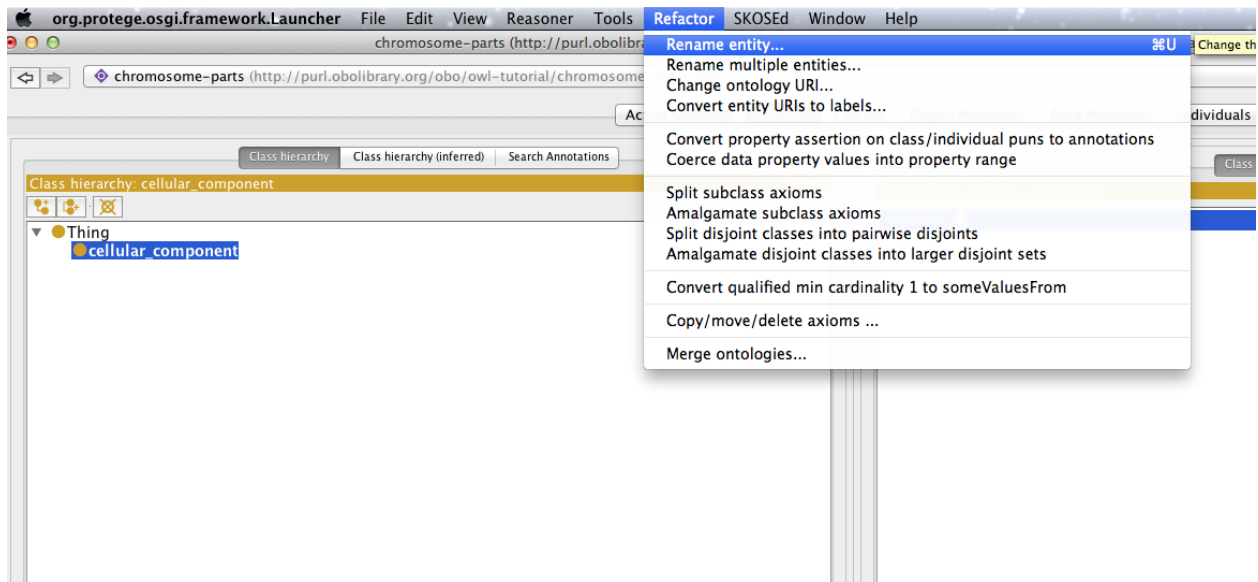 org.protege.osgi.framework.Launcher File Edit View Reasoner Tools Refactor SKOSEd Window Help
chromosome-parts (http://purl.obolibra
Rename entity... ⌘U
Change th
Rename multiple entities...
chromosome-parts (http://purl.obolibrary.org/obo/owl-tutorial/chromosome
Change ontology URI...
Convert entity URIs to labels...
Ac
dividuals
Convert property assertion on class/individual puns to annotations
Class hierarchy Class hierarchy (inferred) Search Annotations
Coerce data property values into property range
Class
Class hierarchy: cellular_component
Split subclass axioms
Amalgamate subclass axioms
Thing
Split disjoint classes into pairwise disjoints
cellular_component
Amalgamate disjoint classes into larger disjoint sets
Convert qualified min cardinality 1 to someValuesFrom
Copy/move/delete axioms ...
Merge ontologies...